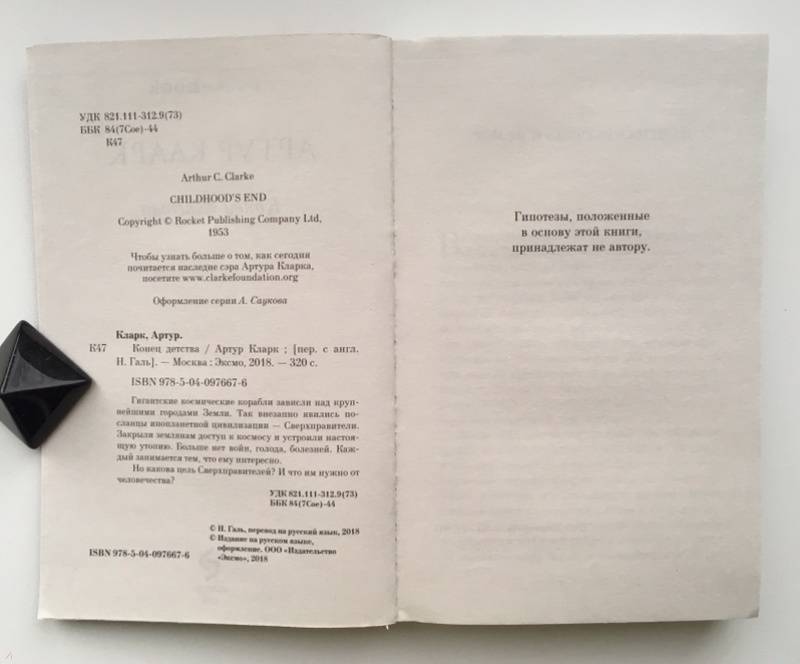 УДК 821.111-312.9(73)
ББК 84(7Сое)-44
К47
Arthur C. Clarke
CHILDHOOD'S END
Copyright © Rocket Publishing Company Ltd,
1953
Чтобы узнать больше о том, как сегодня
почитается наследие сэра Артура Кларка,
посетите www.clarkefoundation.org
Оформление серии А. Саукова
Кларк, Артур.
К47 Конец детства / Артур Кларк ; [пер. с англ.
Н. Галь]. — Москва : Эксмо, 2018. — 320 с.
ISBN 978-5-04-097667-6
Гигантские космические корабли зависли над круп-
нейшими городами Земли. Так внезапно явились по-
сланцы инопланетной цивилизации — Сверхправители.
Закрыли землянам доступ к космосу и устроили настоя-
щую утопию. Больше нет войн, голода, болезней. Каж-
дый занимается тем, что ему интересно.
Но какова цель Сверхправителей? И что им нужно от
человечества?
УДК 821.111-312.9(73)
ББК 84(7Сое)-44
© Н. Галь, перевод на русский язык, 2018
© Издание на русском языке,
оформление. ООО «Издательство
«Эксмо», 2018
ISBN 978-5-04-097667-6
Гипотезы, положенные
в основу этой книги,
принадлежат не автору.